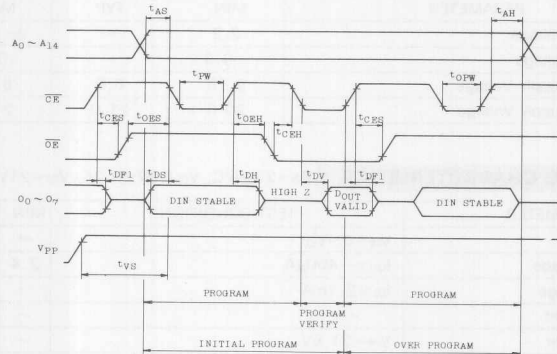 tAS
tAH
A0 ~ A14
tPW
tOPW
CE
tCES
tOES
tOEH
tCEH
tCES
OE
tDF1
tDS
tDH
HIGH Z
tDV
tDF1
O0 ~ O7
DIN STABLE
DOUT
VALID
DIN STABLE
VPP
tVS
PROGRAM
PROGRAM
VERIFY
PROGRAM
INITIAL PROGRAM
OVER PROGRAM